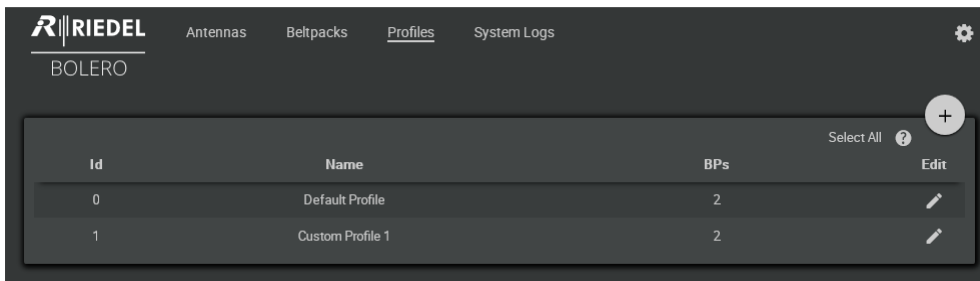 RIEDEL Antennas Beltpacks Profiles System Logs
BOLERO
+
Select All ?
Id Name BPs Edit
0 Default Profile 2
1 Custom Profile 1 2